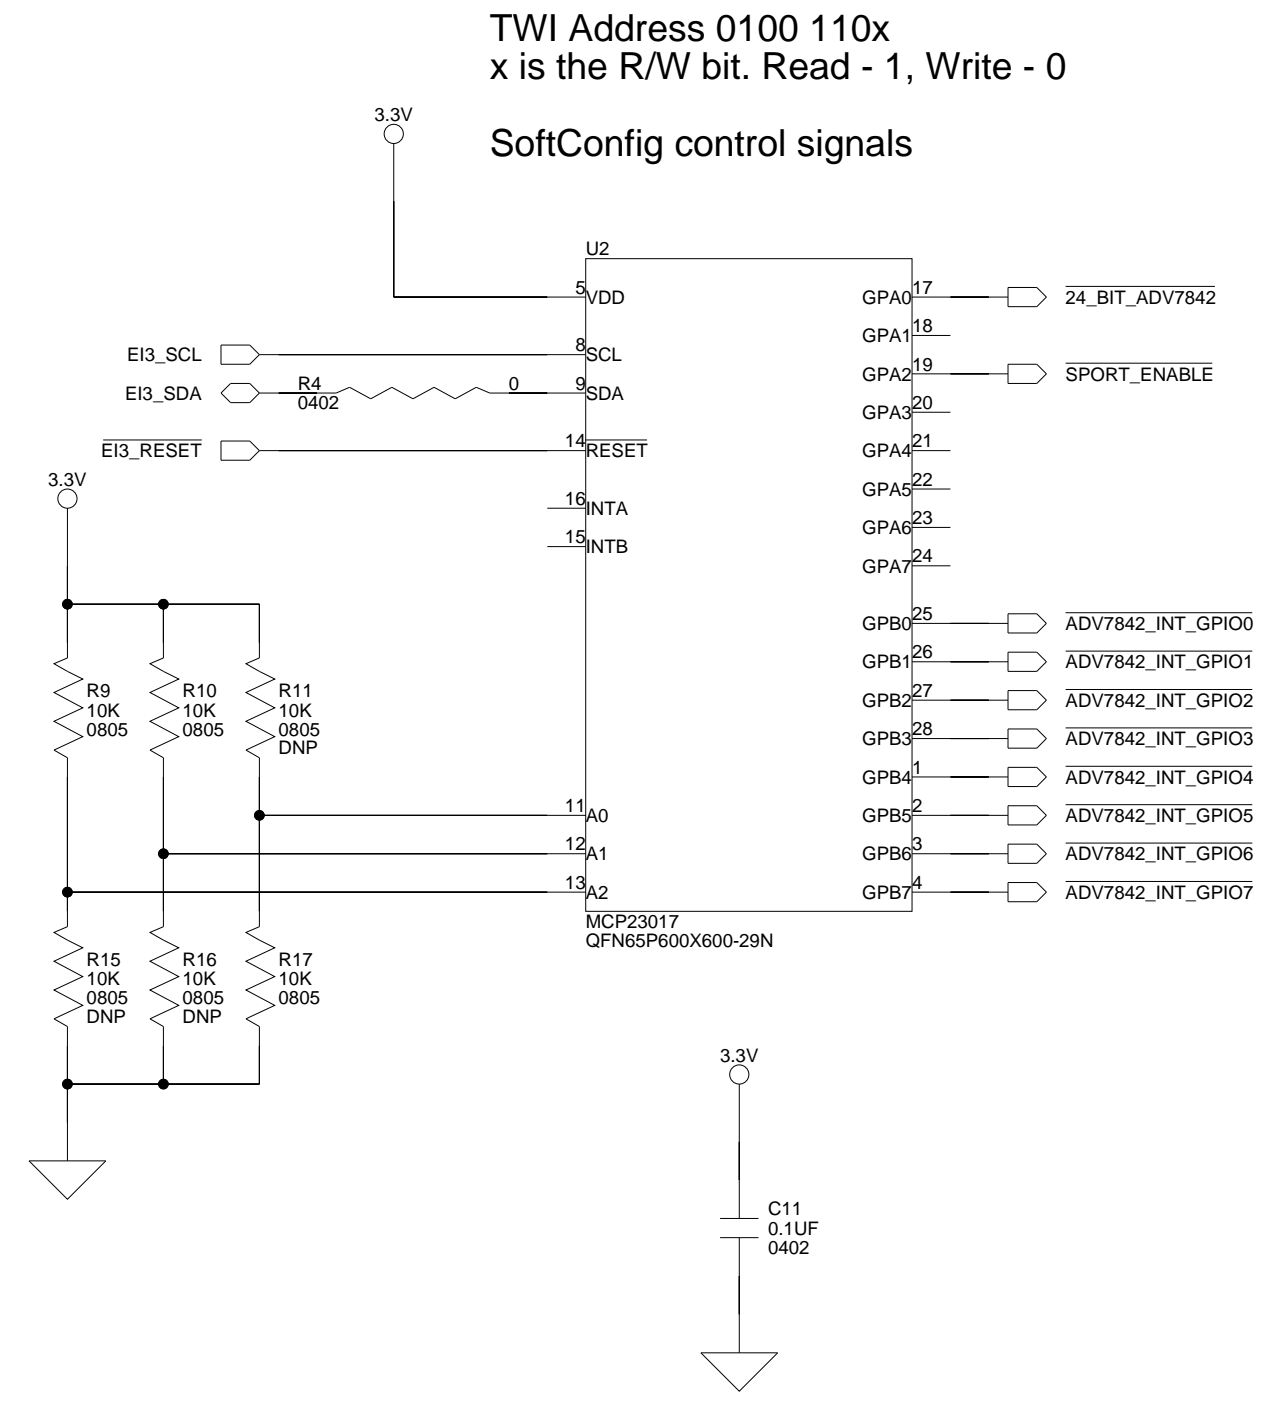 TWI Address 0100 110x
x is the R/W bit. Read - 1, Write - 0
3.3V
SoftConfig control signals
U2
5
VDD
GPA0
17
24_BIT_ADV7842
GPA1
18
EI3_SCL
8
SCL
GPA2
19
SPORT_ENABLE
EI3_SDA
R4
0402
0
9
SDA
GPA3
20
EI3_RESET
14
RESET
GPA4
21
3.3V
GPA5
22
16
INTA
GPA6
23
15
INTB
GPA7
24
GPB0
25
ADV7842_INT_GPIO0
GPB1
26
ADV7842_INT_GPIO1
R9
10K
0805
R10
10K
0805
R11
10K
0805
DNP
GPB2
27
ADV7842_INT_GPIO2
GPB3
28
ADV7842_INT_GPIO3
GPB4
1
ADV7842_INT_GPIO4
11
A0
GPB5
2
ADV7842_INT_GPIO5
12
A1
GPB6
3
ADV7842_INT_GPIO6
13
A2
GPB7
4
ADV7842_INT_GPIO7
MCP23017
QFN65P600X600-29N
R15
10K
0805
DNP
R16
10K
0805
DNP
R17
10K
0805
3.3V
C11
0.1UF
0402